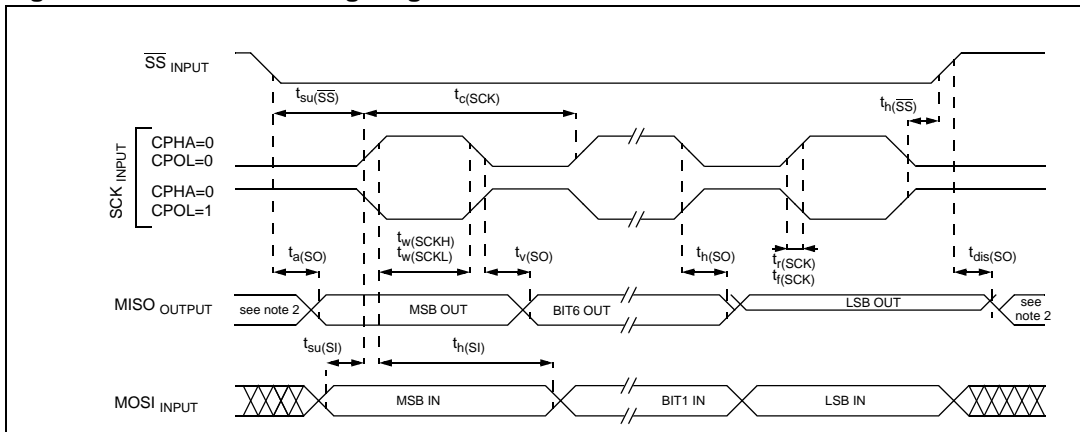 SS INPUT
tsu(SS)
tc(SCK)
th(SS)
SCK INPUT
CPHA=0
CPOL=0
CPHA=0
CPOL=1
ta(SO)
tw(SCKH)
tw(SCKL)
tv(SO)
th(SO)
tr(SCK)
tf(SCK)
tdis(SO)
MISO OUTPUT
see note 2
MSB OUT
BIT6 OUT
LSB OUT
see
note 2
tsu(SI)
th(SI)
MOSI INPUT
MSB IN
BIT1 IN
LSB IN